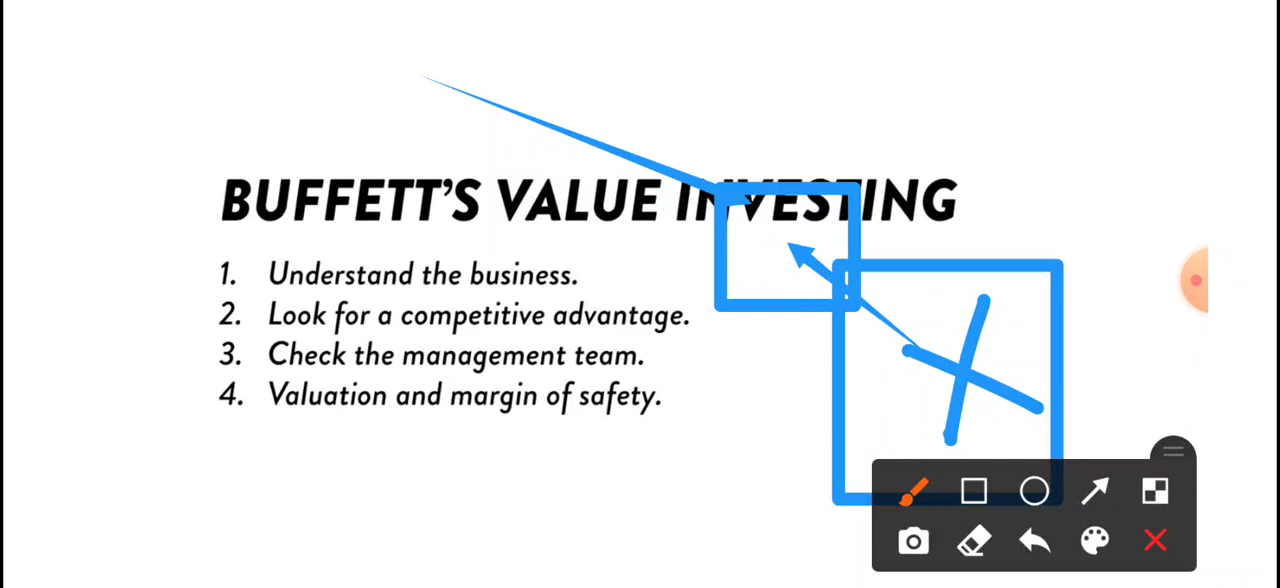 BUFFETT'S VALUE INVESTING
1. Understand the business.
2. Look for a competitive advantage.
3. Check the management team.
4. Valuation and margin of safety.